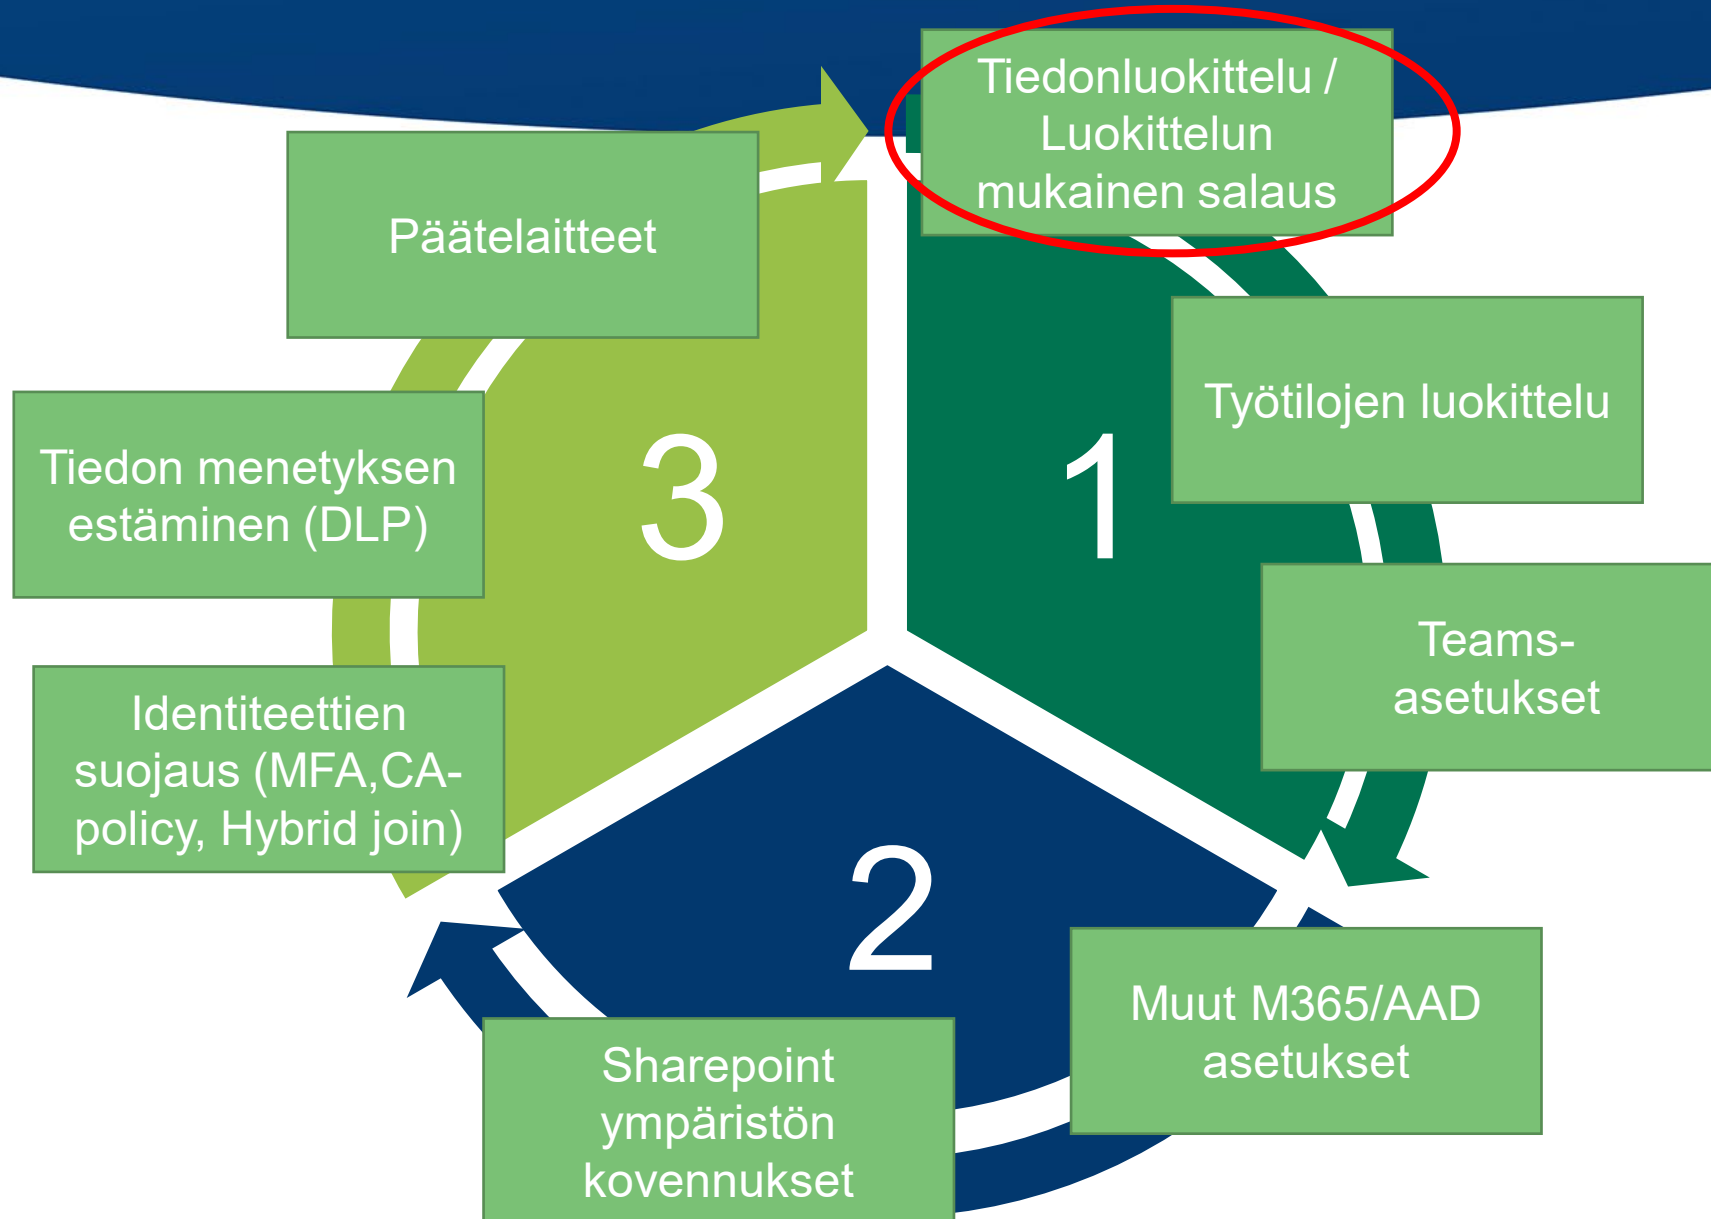 Tiedonluokittelu /
Luokittelun
mukainen salaus
Päätelaitteet
Työtilojen luokittelu
Tiedon menetyksen
estäminen (DLP)
3
1
Teams-
asetukset
Identiteettien
suojaus (MFA,CA-
policy, Hybrid join)
2
Muut M365/AAD
asetukset
Sharepoint
ympäristön
kovennukset